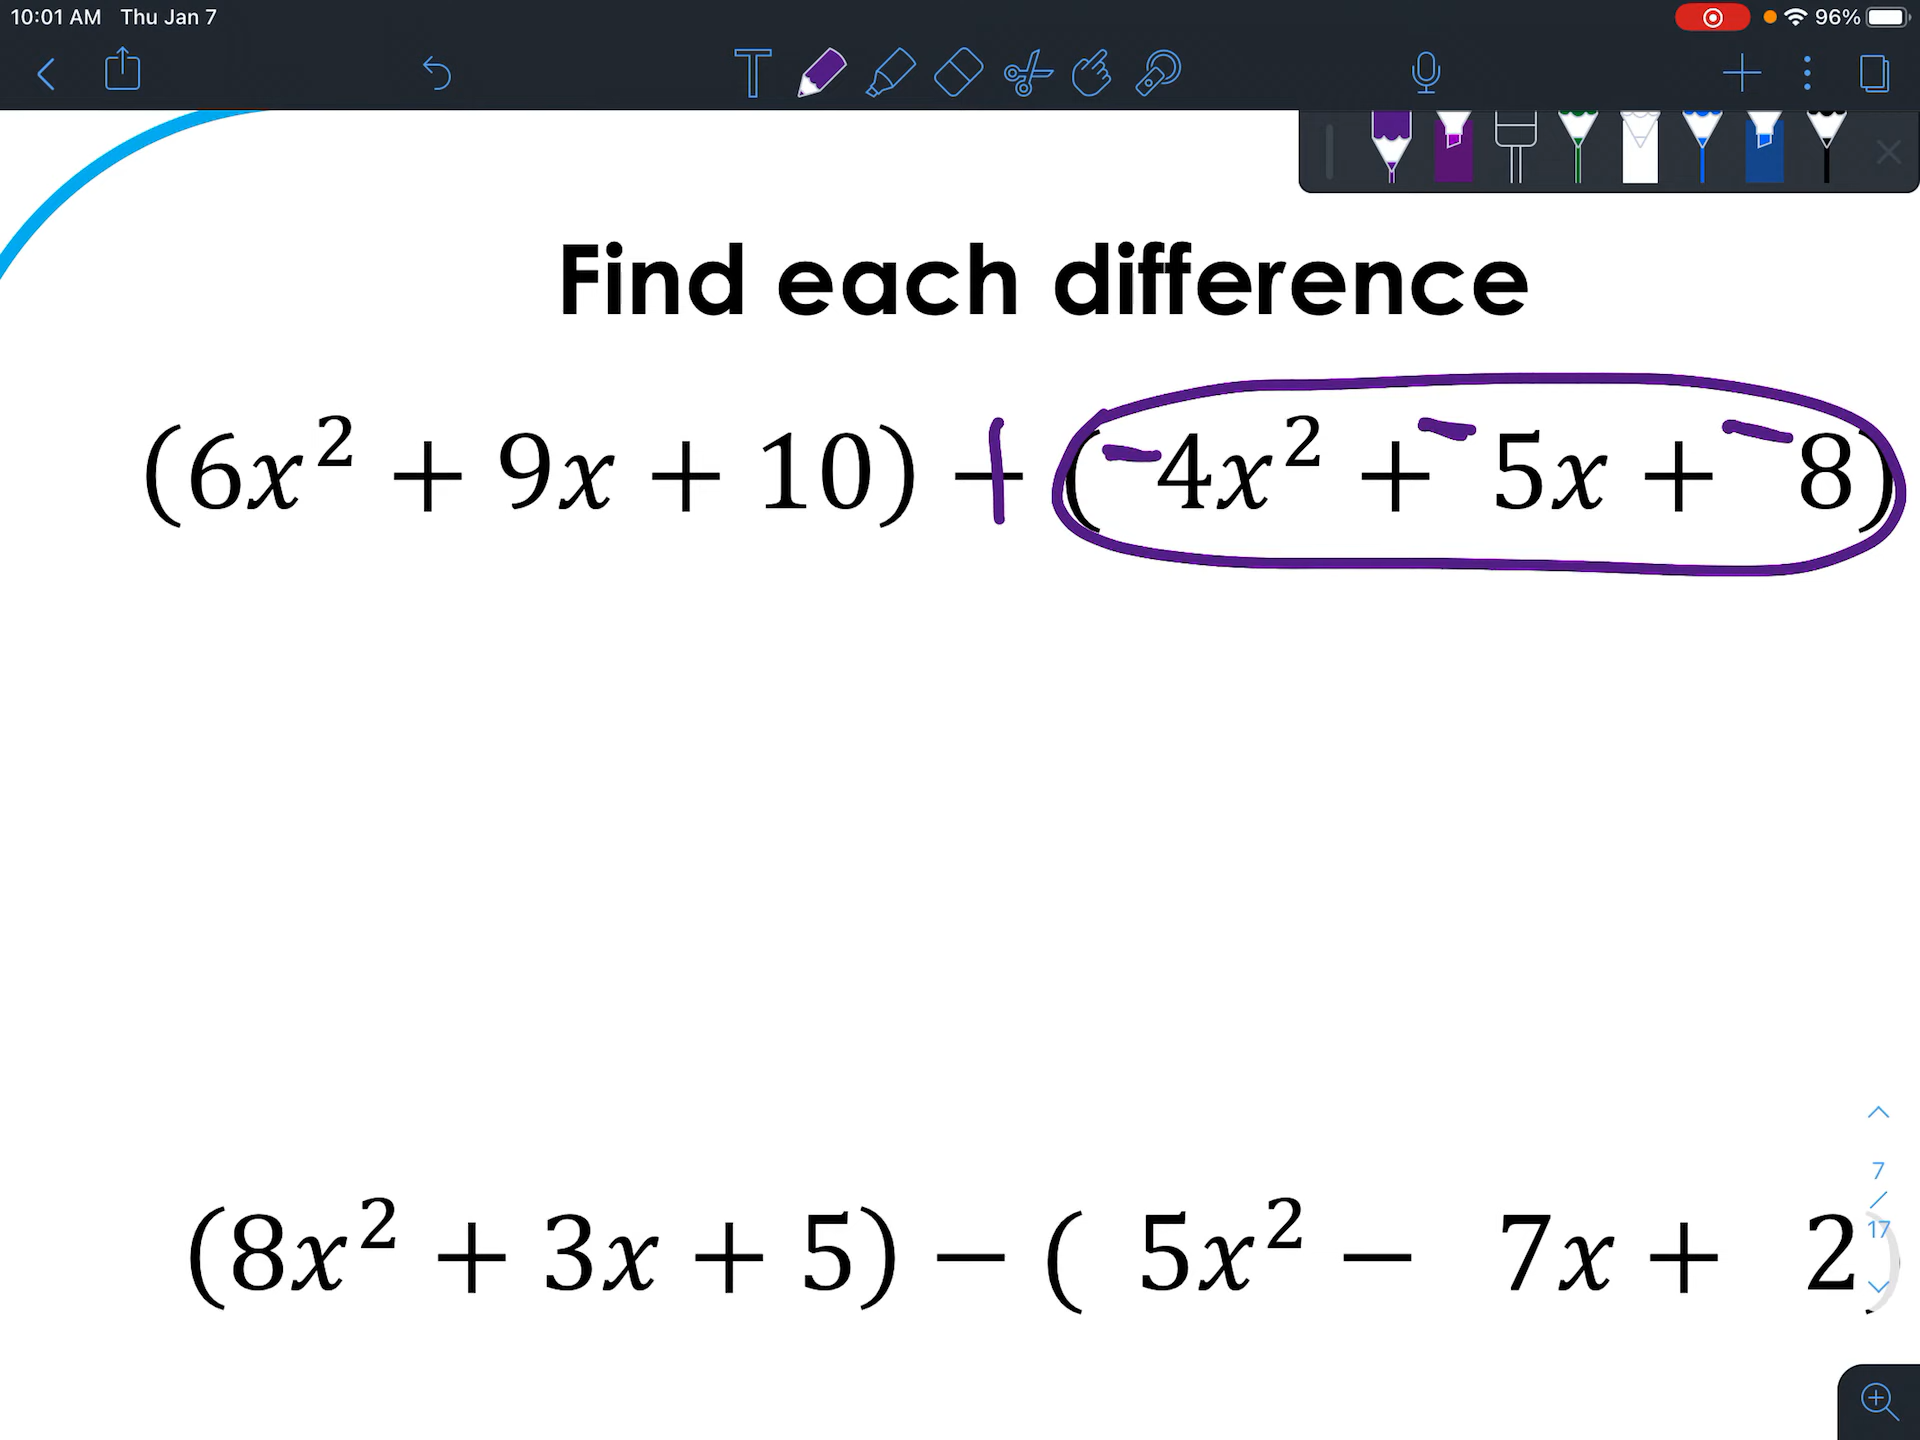 10:01 AM Thu Jan 7 96%
Find each difference
(6x² + 9x + 10) + (⁻4x² + ⁻5x + ⁻8)
7
/
17
(8x² + 3x + 5) − ( 5x² − 7x + 2)